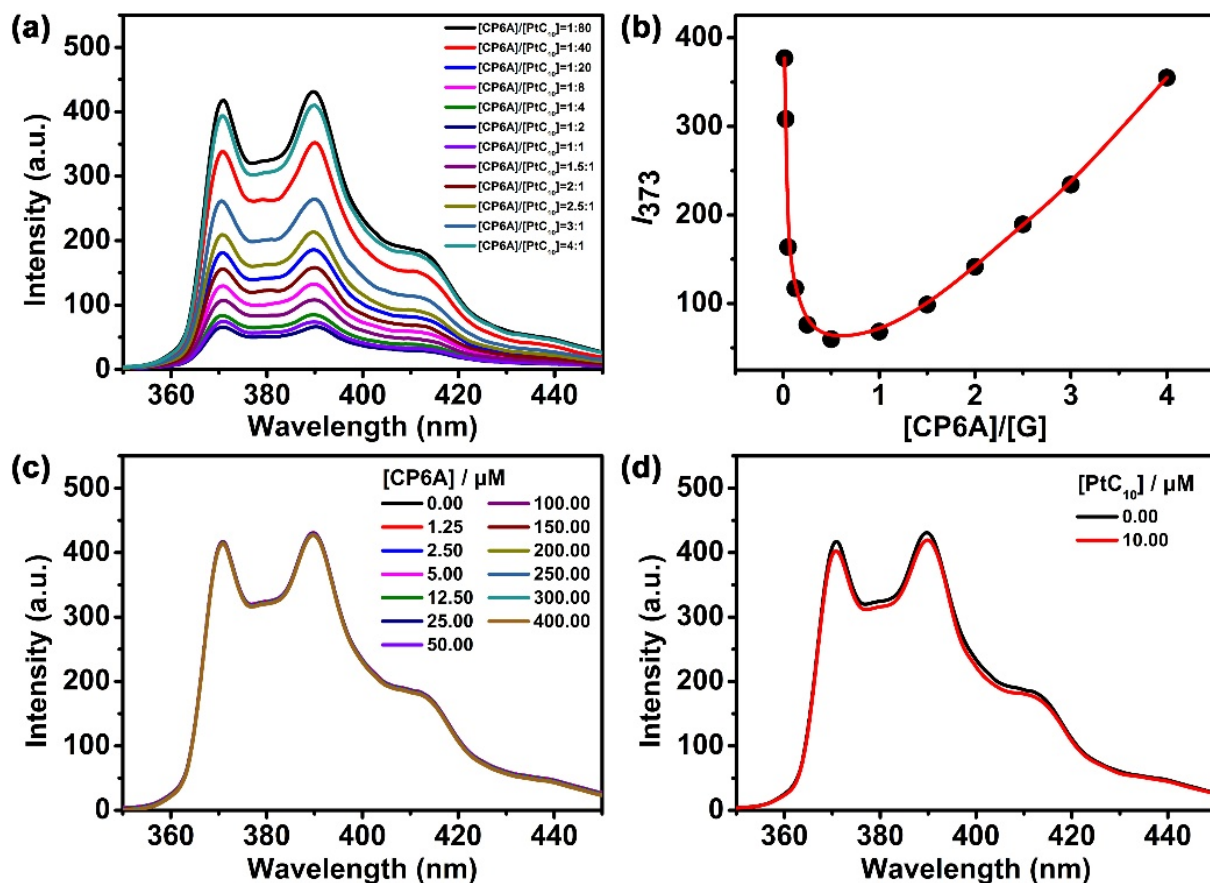 (a)
500
400
300
200
100
0
Intensity (a.u.)
360 380 400 420 440
Wavelength (nm)
[CP6A]/[PtC₁₀]=1:80
[CP6A]/[PtC₁₀]=1:40
[CP6A]/[PtC₁₀]=1:20
[CP6A]/[PtC₁₀]=1:8
[CP6A]/[PtC₁₀]=1:4
[CP6A]/[PtC₁₀]=1:2
[CP6A]/[PtC₁₀]=1:1
[CP6A]/[PtC₁₀]=1.5:1
[CP6A]/[PtC₁₀]=2:1
[CP6A]/[PtC₁₀]=2.5:1
[CP6A]/[PtC₁₀]=3:1
[CP6A]/[PtC₁₀]=4:1
(b)
400
300
200
100
I₃₇₃
0 1 2 3 4
[CP6A]/[G]
(c)
500
400
300
200
100
0
Intensity (a.u.)
360 380 400 420 440
Wavelength (nm)
[CP6A] / μM
0.00 100.00
1.25 150.00
2.50 200.00
5.00 250.00
12.50 300.00
25.00 400.00
50.00
(d)
500
400
300
200
100
0
Intensity (a.u.)
360 380 400 420 440
Wavelength (nm)
[PtC₁₀] / μM
0.00
10.00